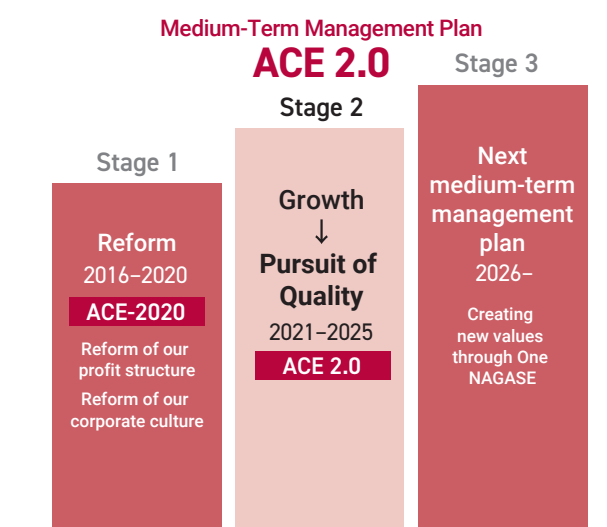 Medium-Term Management Plan
ACE 2.0
Stage 1
Reform
2016–2020
ACE-2020
Reform of our
profit structure
Reform of our
corporate culture
Stage 2
Growth
↓
Pursuit of
Quality
2021–2025
ACE 2.0
Stage 3
Next
medium-term
management
plan
2026–
Creating
new values
through One
NAGASE